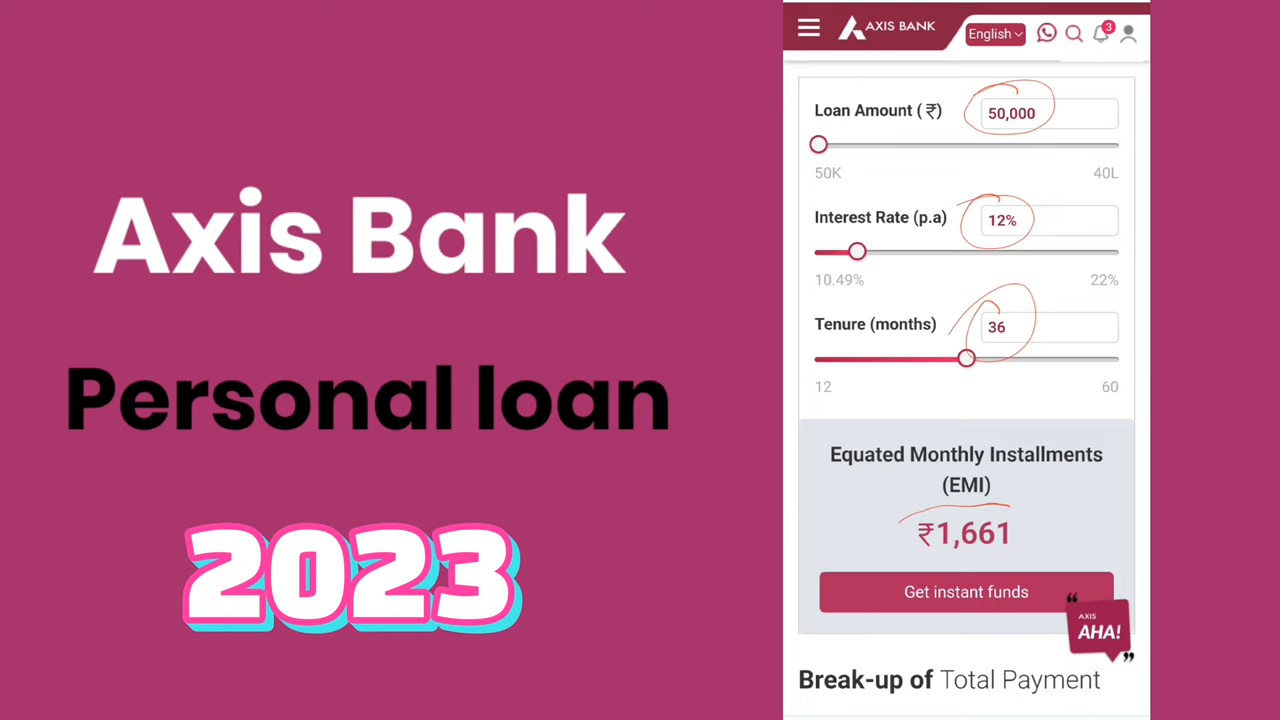 Axis Bank
Personal loan
2023
AXIS BANK
English
3
Loan Amount ( ₹)
50,000
50K
40L
Interest Rate (p.a)
12%
10.49%
22%
Tenure (months)
36
12
60
Equated Monthly Installments
(EMI)
₹1,661
Get instant funds
“
AXIS
AHA!
”
Break-up of Total Payment